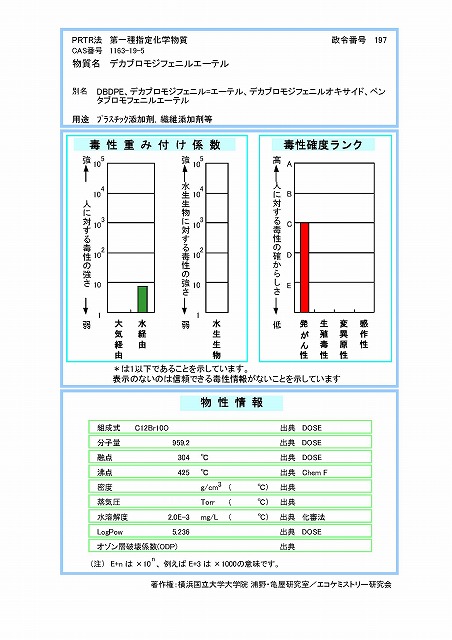 PRTR法 第一種指定化学物質 政令番号 197
CAS番号 1163-19-5
物質名 デカブロモジフェニルエーテル
別名 DBDPE、デカブロモジフェニル=エーテル、デカブロモジフェニルオキサイド、ペン
タブロモフェニルエーテル
用途 プラスチック添加剤, 繊維添加剤等
毒性重み付け係数
強 人に対する毒性の強さ 弱
10^5
10^4
10^3
10^2
10
1
大気経由 水経由
強 水生生物に対する毒性の強さ 弱
10^5
10^4
10^3
10^2
10
1
水生生物
毒性確度ランク
高 人に対する毒性の確からしさ 低
A
B
C
D
E
発がん性 生殖毒性 変異原性 感作性
*は1以下であることを示しています。
表示のないのは信頼できる毒性情報がないことを示しています
物性情報
組成式 C12Br10O 出典 DOSE
分子量 959.2 出典 DOSE
融点 304 ℃ 出典 DOSE
沸点 425 ℃ 出典 Chem F
密度 g/cm3 ( ℃) 出典
蒸気圧 Torr ( ℃) 出典
水溶解度 2.0E-3 mg/L ( ℃) 出典 化審法
LogPow 5.236 出典 DOSE
オゾン層破壊係数(ODP) 出典
(注) E+n は ×10^n、例えば E+3 は ×1000の意味です。
著作権:横浜国立大学大学院 浦野・亀屋研究室/エコケミストリー研究会